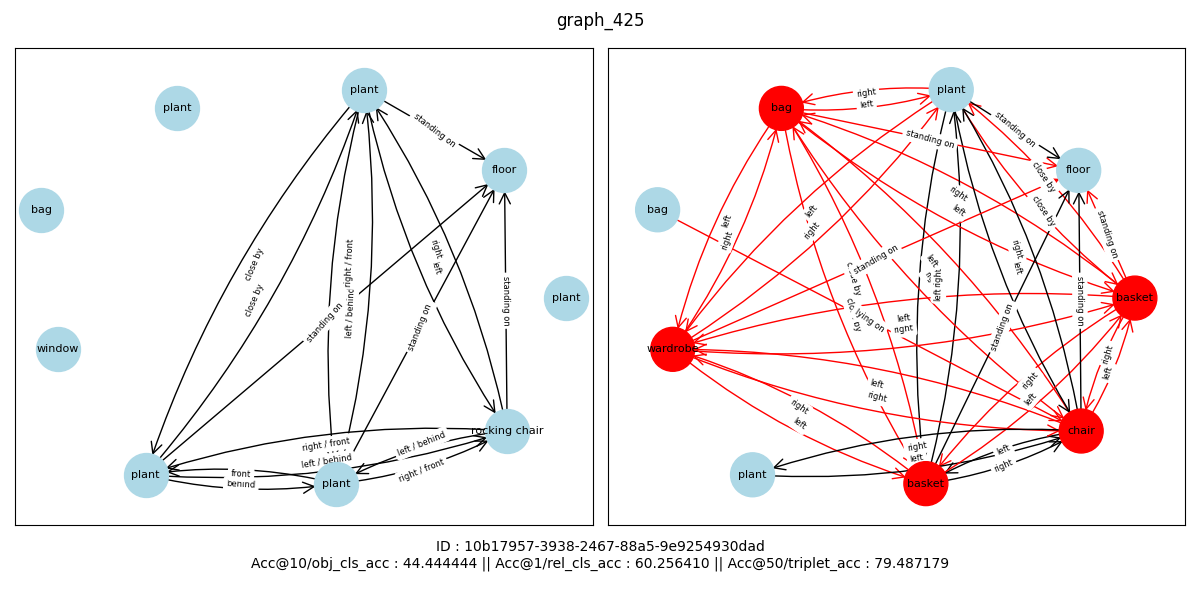 graph_425
plant
plant
standing on
floor
bag
close by
right / front
right
left
close by
left / behind
standing on
standing on
standing on
plant
window
rocking chair
right / front
left / behind
left / behind
right / front
plant
front
behind
plant
plant
bag
right
left
standing on
standing on
floor
close by
close by
bag
right
left
left
right
left
right
standing on
right
left
standing on
left
left
right
lying on
standing on
standing on
basket
left
right
wardrobe
right
left
left
right
right
left
right
left
chair
right
left
left
right
plant
basket
ID : 10b17957-3938-2467-88a5-9e9254930dad
Acc@10/obj_cls_acc : 44.444444 || Acc@1/rel_cls_acc : 60.256410 || Acc@50/triplet_acc : 79.487179